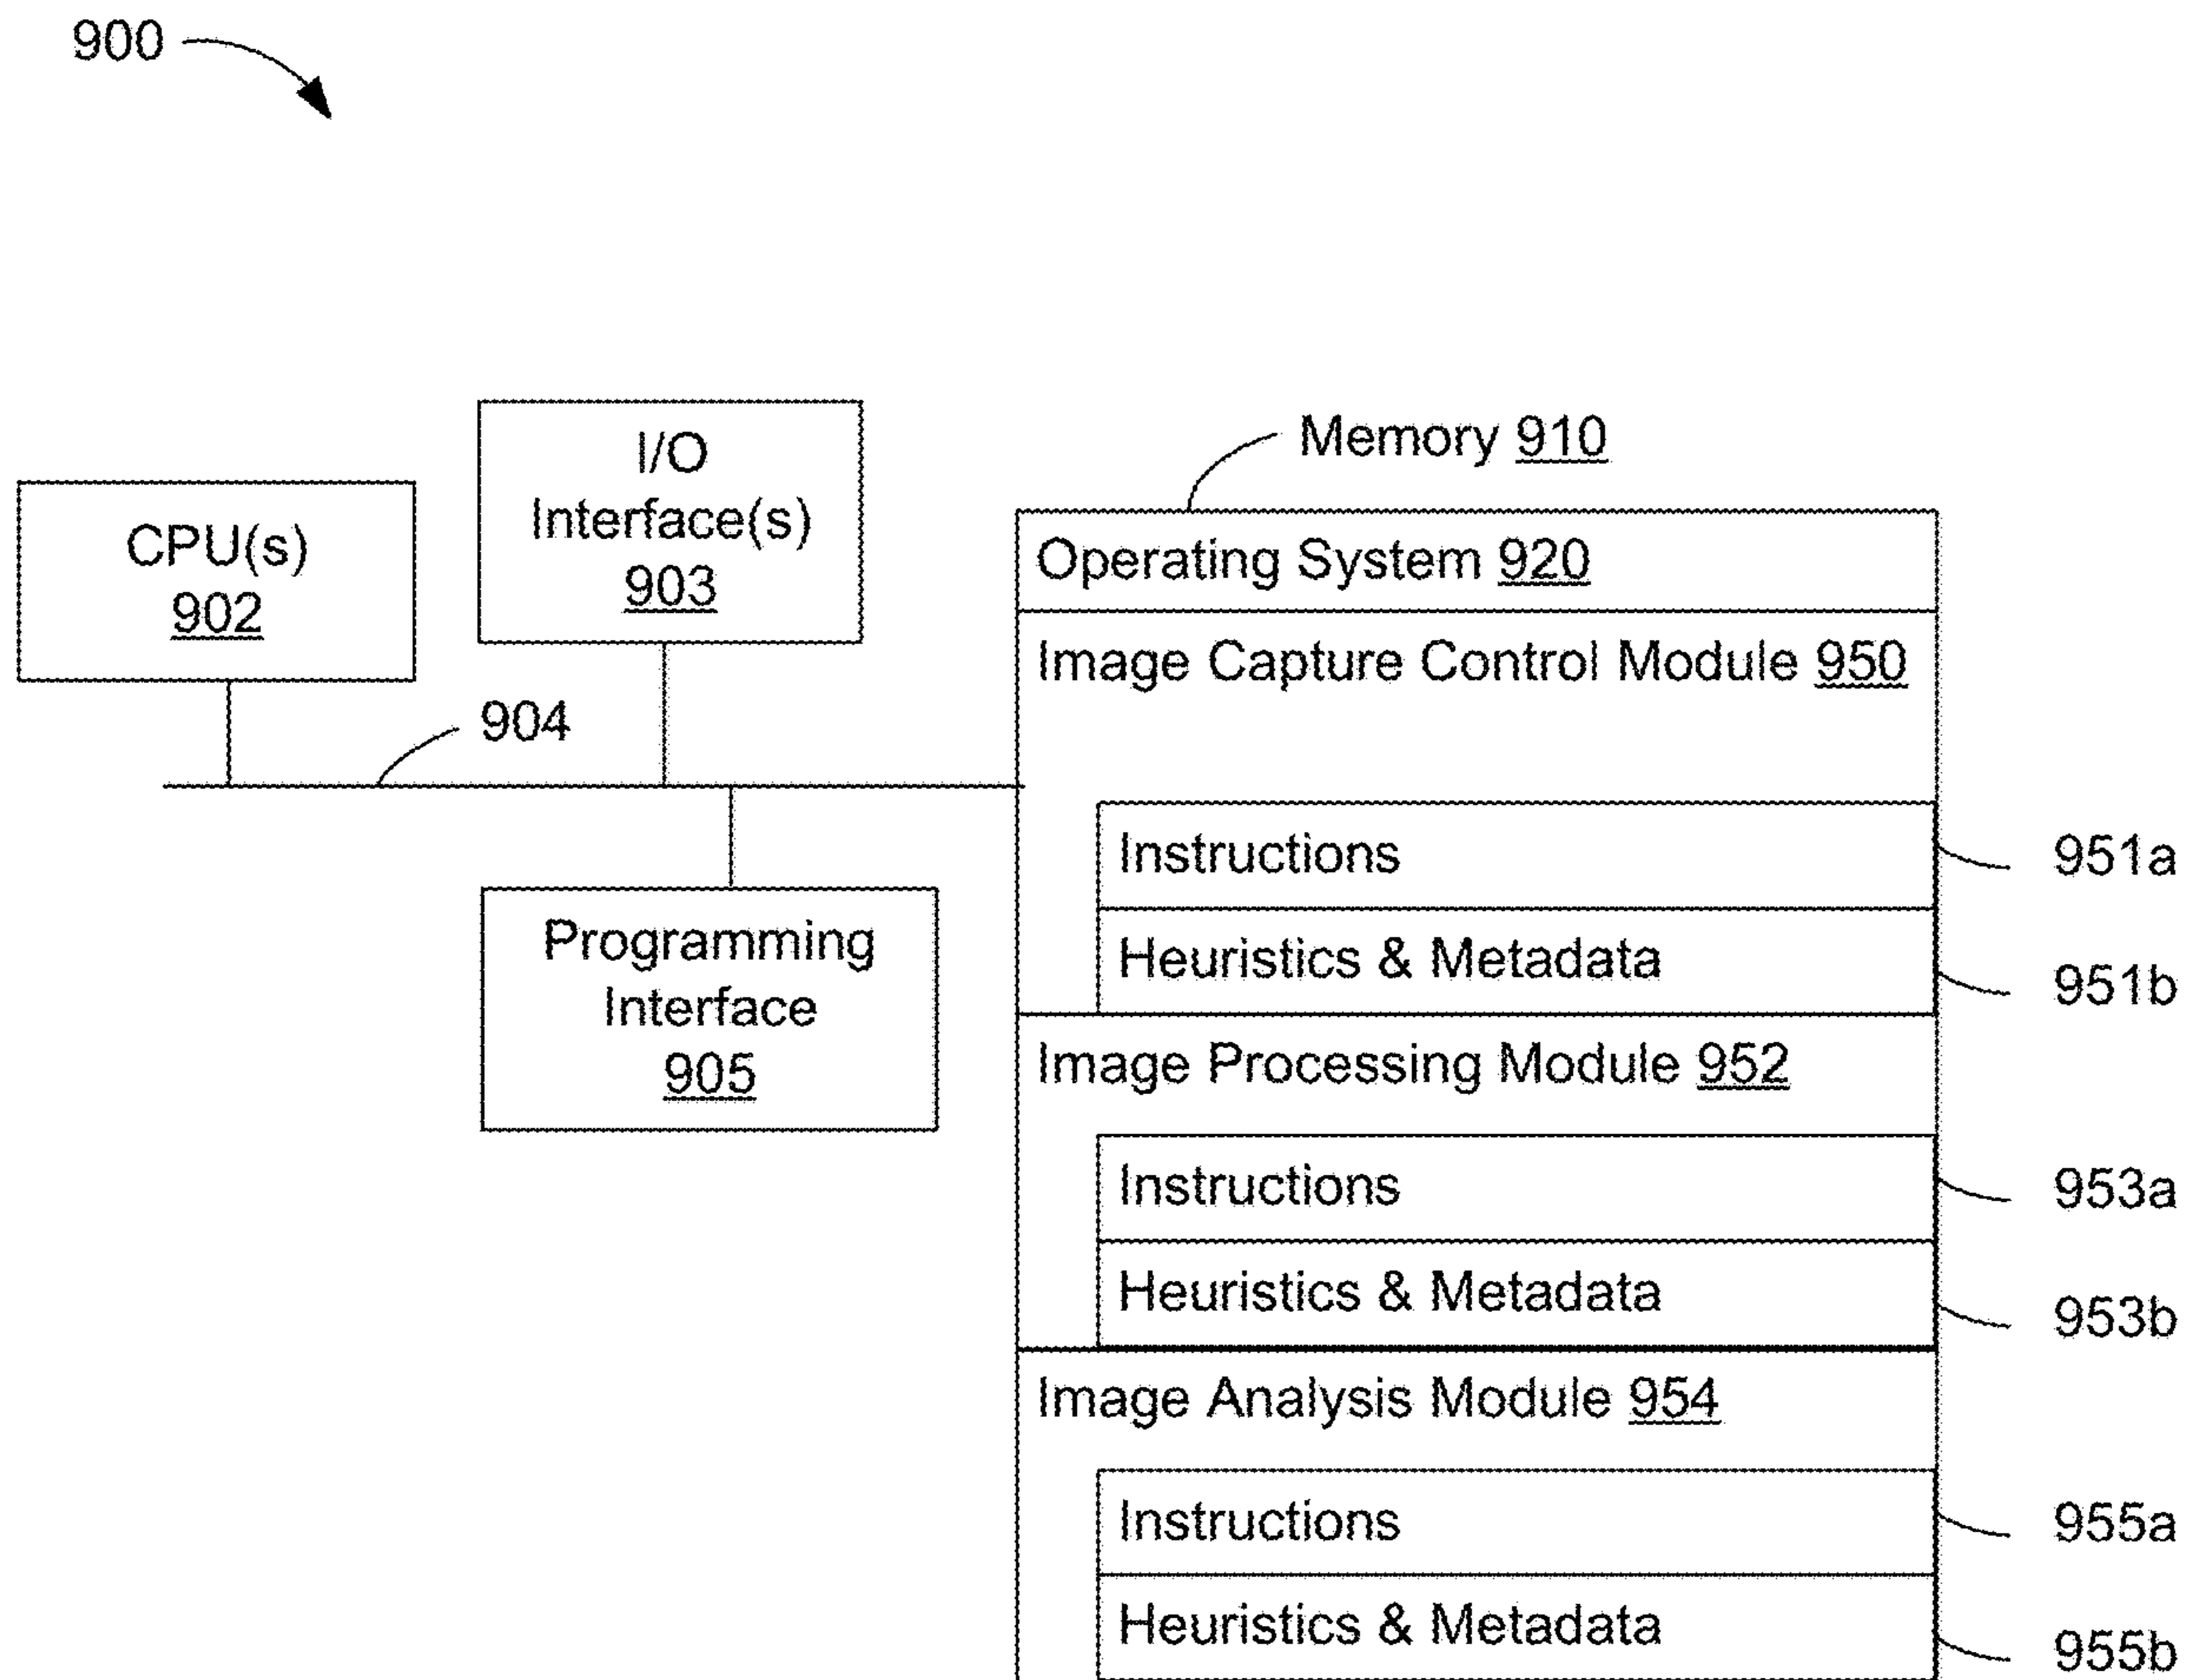 900
I/O
Interface(s)
903
CPU(s)
902
904
Programming
Interface
905
Memory 910
Operating System 920
Image Capture Control Module 950
Instructions
951a
Heuristics & Metadata
951b
Image Processing Module 952
Instructions
953a
Heuristics & Metadata
953b
Image Analysis Module 954
Instructions
955a
Heuristics & Metadata
955b